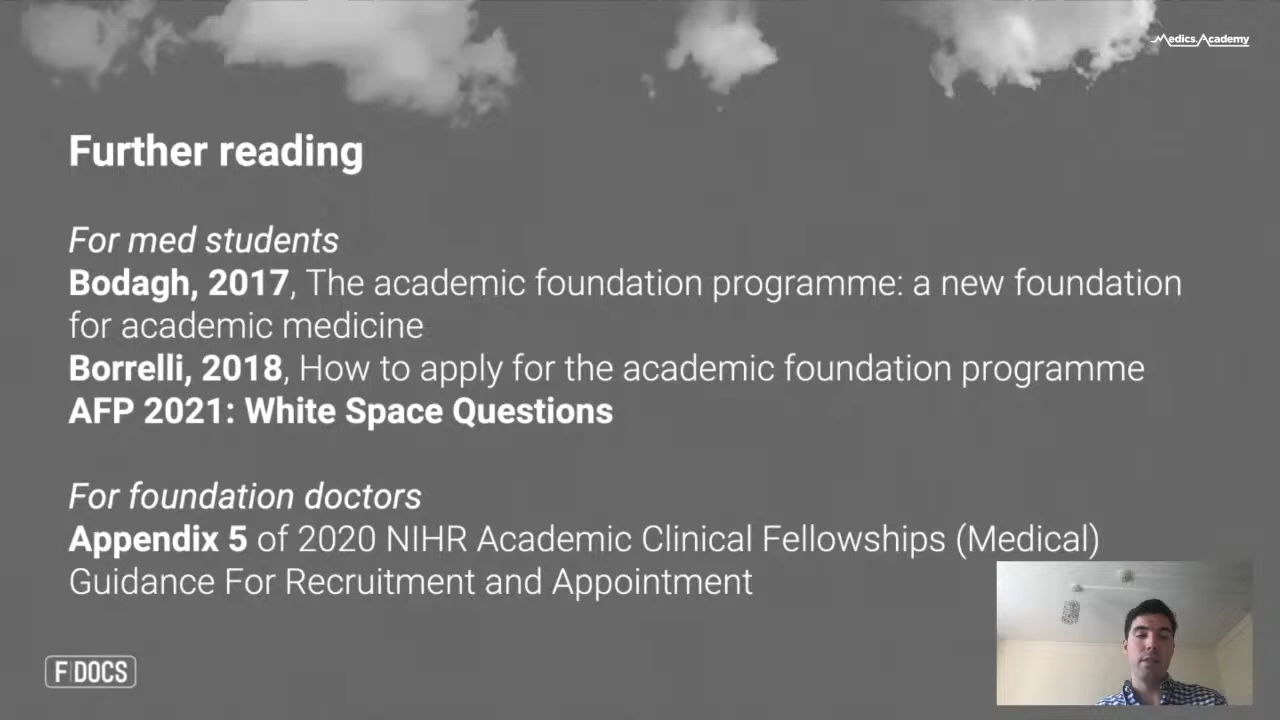 Medics.Academy
Further reading
For med students
Bodagh, 2017, The academic foundation programme: a new foundation
for academic medicine
Borrelli, 2018, How to apply for the academic foundation programme
AFP 2021: White Space Questions
For foundation doctors
Appendix 5 of 2020 NIHR Academic Clinical Fellowships (Medical)
Guidance For Recruitment and Appointment
F|DOCS